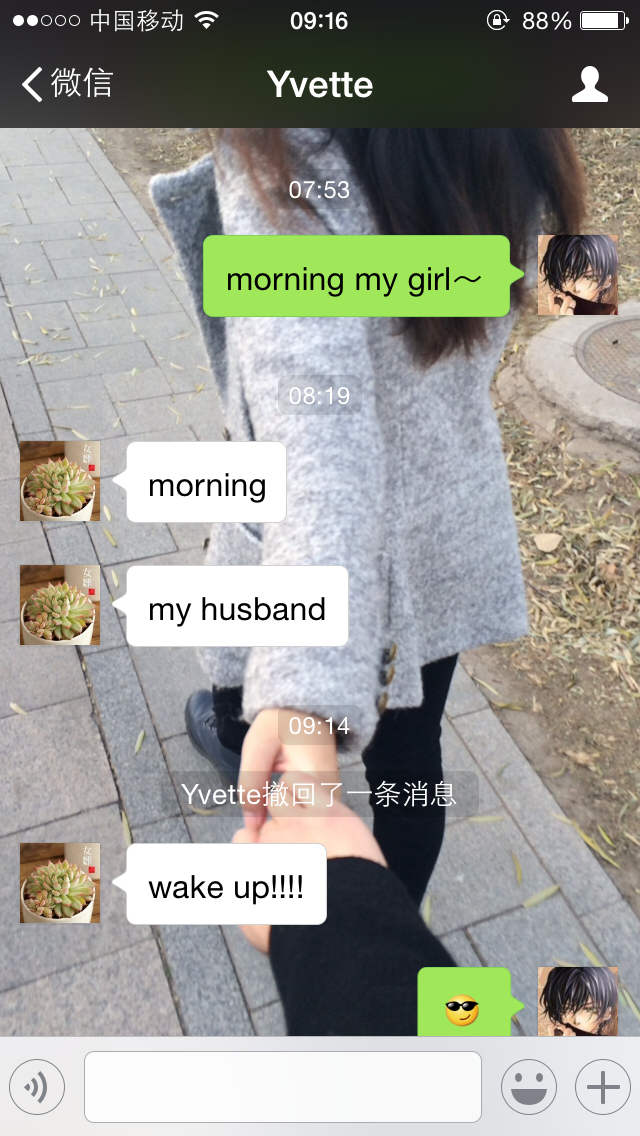 中国移动 09:16 88%
微信 Yvette
07:53
morning my girl～
08:19
morning
my husband
09:14
Yvette撤回了一条消息
wake up!!!!